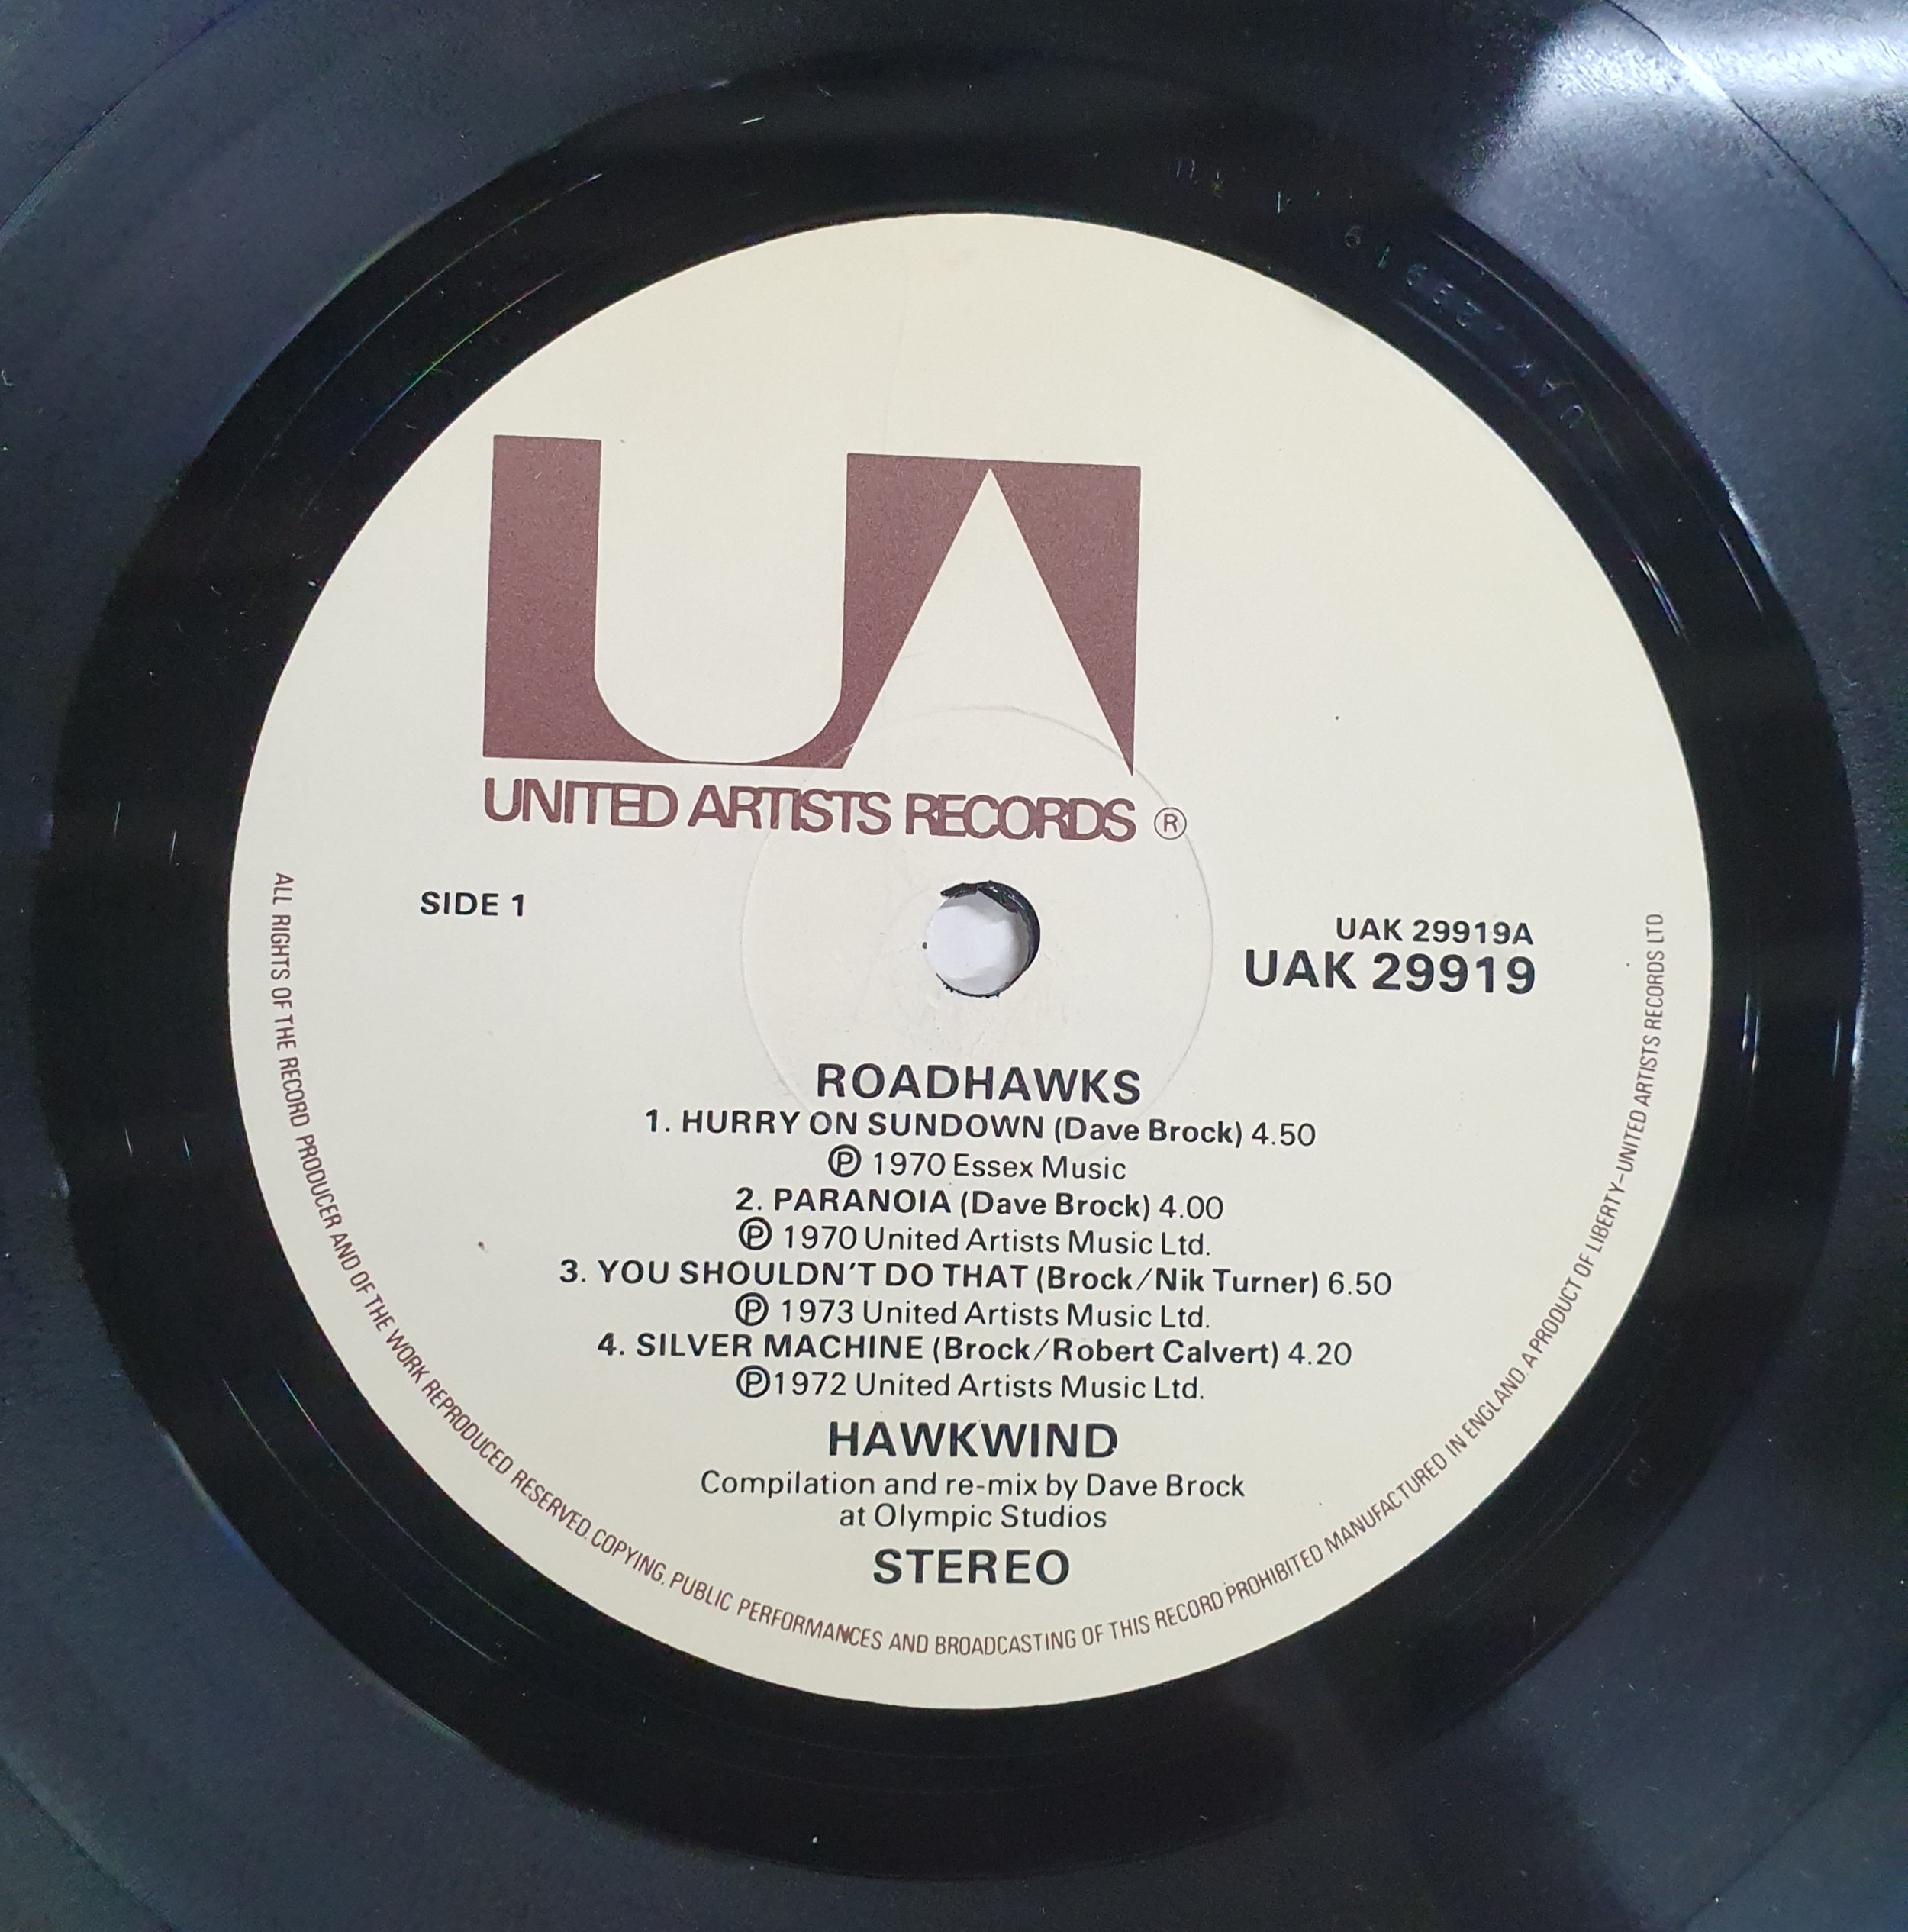 UA
UNITED ARTISTS RECORDS ®
SIDE 1
UAK 29919A
UAK 29919
ROADHAWKS
1. HURRY ON SUNDOWN (Dave Brock) 4.50
Ⓟ 1970 Essex Music
2. PARANOIA (Dave Brock) 4.00
Ⓟ 1970 United Artists Music Ltd.
3. YOU SHOULDN'T DO THAT (Brock/Nik Turner) 6.50
Ⓟ 1973 United Artists Music Ltd.
4. SILVER MACHINE (Brock/Robert Calvert) 4.20
Ⓟ1972 United Artists Music Ltd.
HAWKWIND
Compilation and re-mix by Dave Brock
at Olympic Studios
STEREO
ALL RIGHTS OF THE RECORD PRODUCER AND OF THE WORK REPRODUCED RESERVED. COPYING, PUBLIC PERFORMANCES AND BROADCASTING OF THIS RECORD PROHIBITED MANUFACTURED IN ENGLAND. A PRODUCT OF LIBERTY-UNITED ARTISTS RECORDS LTD.